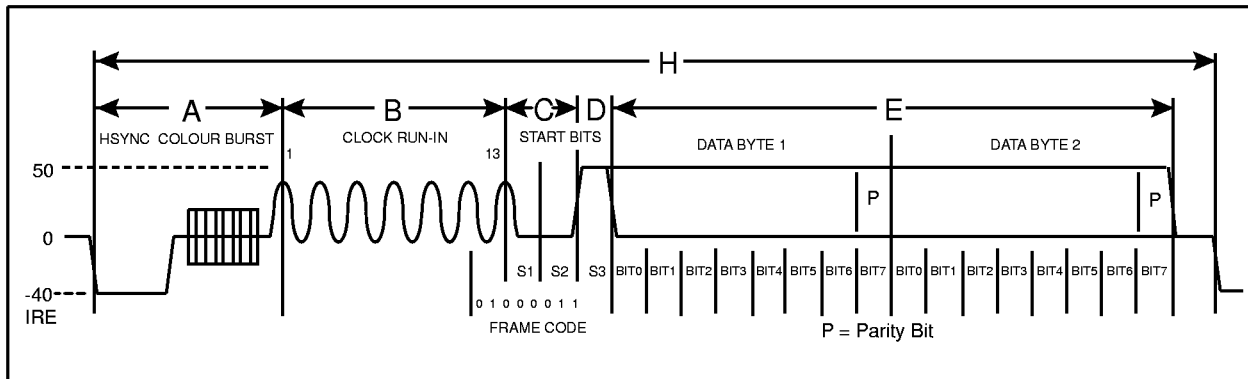 H
A B C D E
HSYNC COLOUR BURST CLOCK RUN-IN START BITS DATA BYTE 1 DATA BYTE 2
1 13
50
P P
0
S1 S2 S3 BIT0 BIT1 BIT2 BIT3 BIT4 BIT5 BIT6 BIT7 BIT0 BIT1 BIT2 BIT3 BIT4 BIT5 BIT6 BIT7
-40
IRE
0 1 0 0 0 0 1 1
FRAME CODE
P = Parity Bit